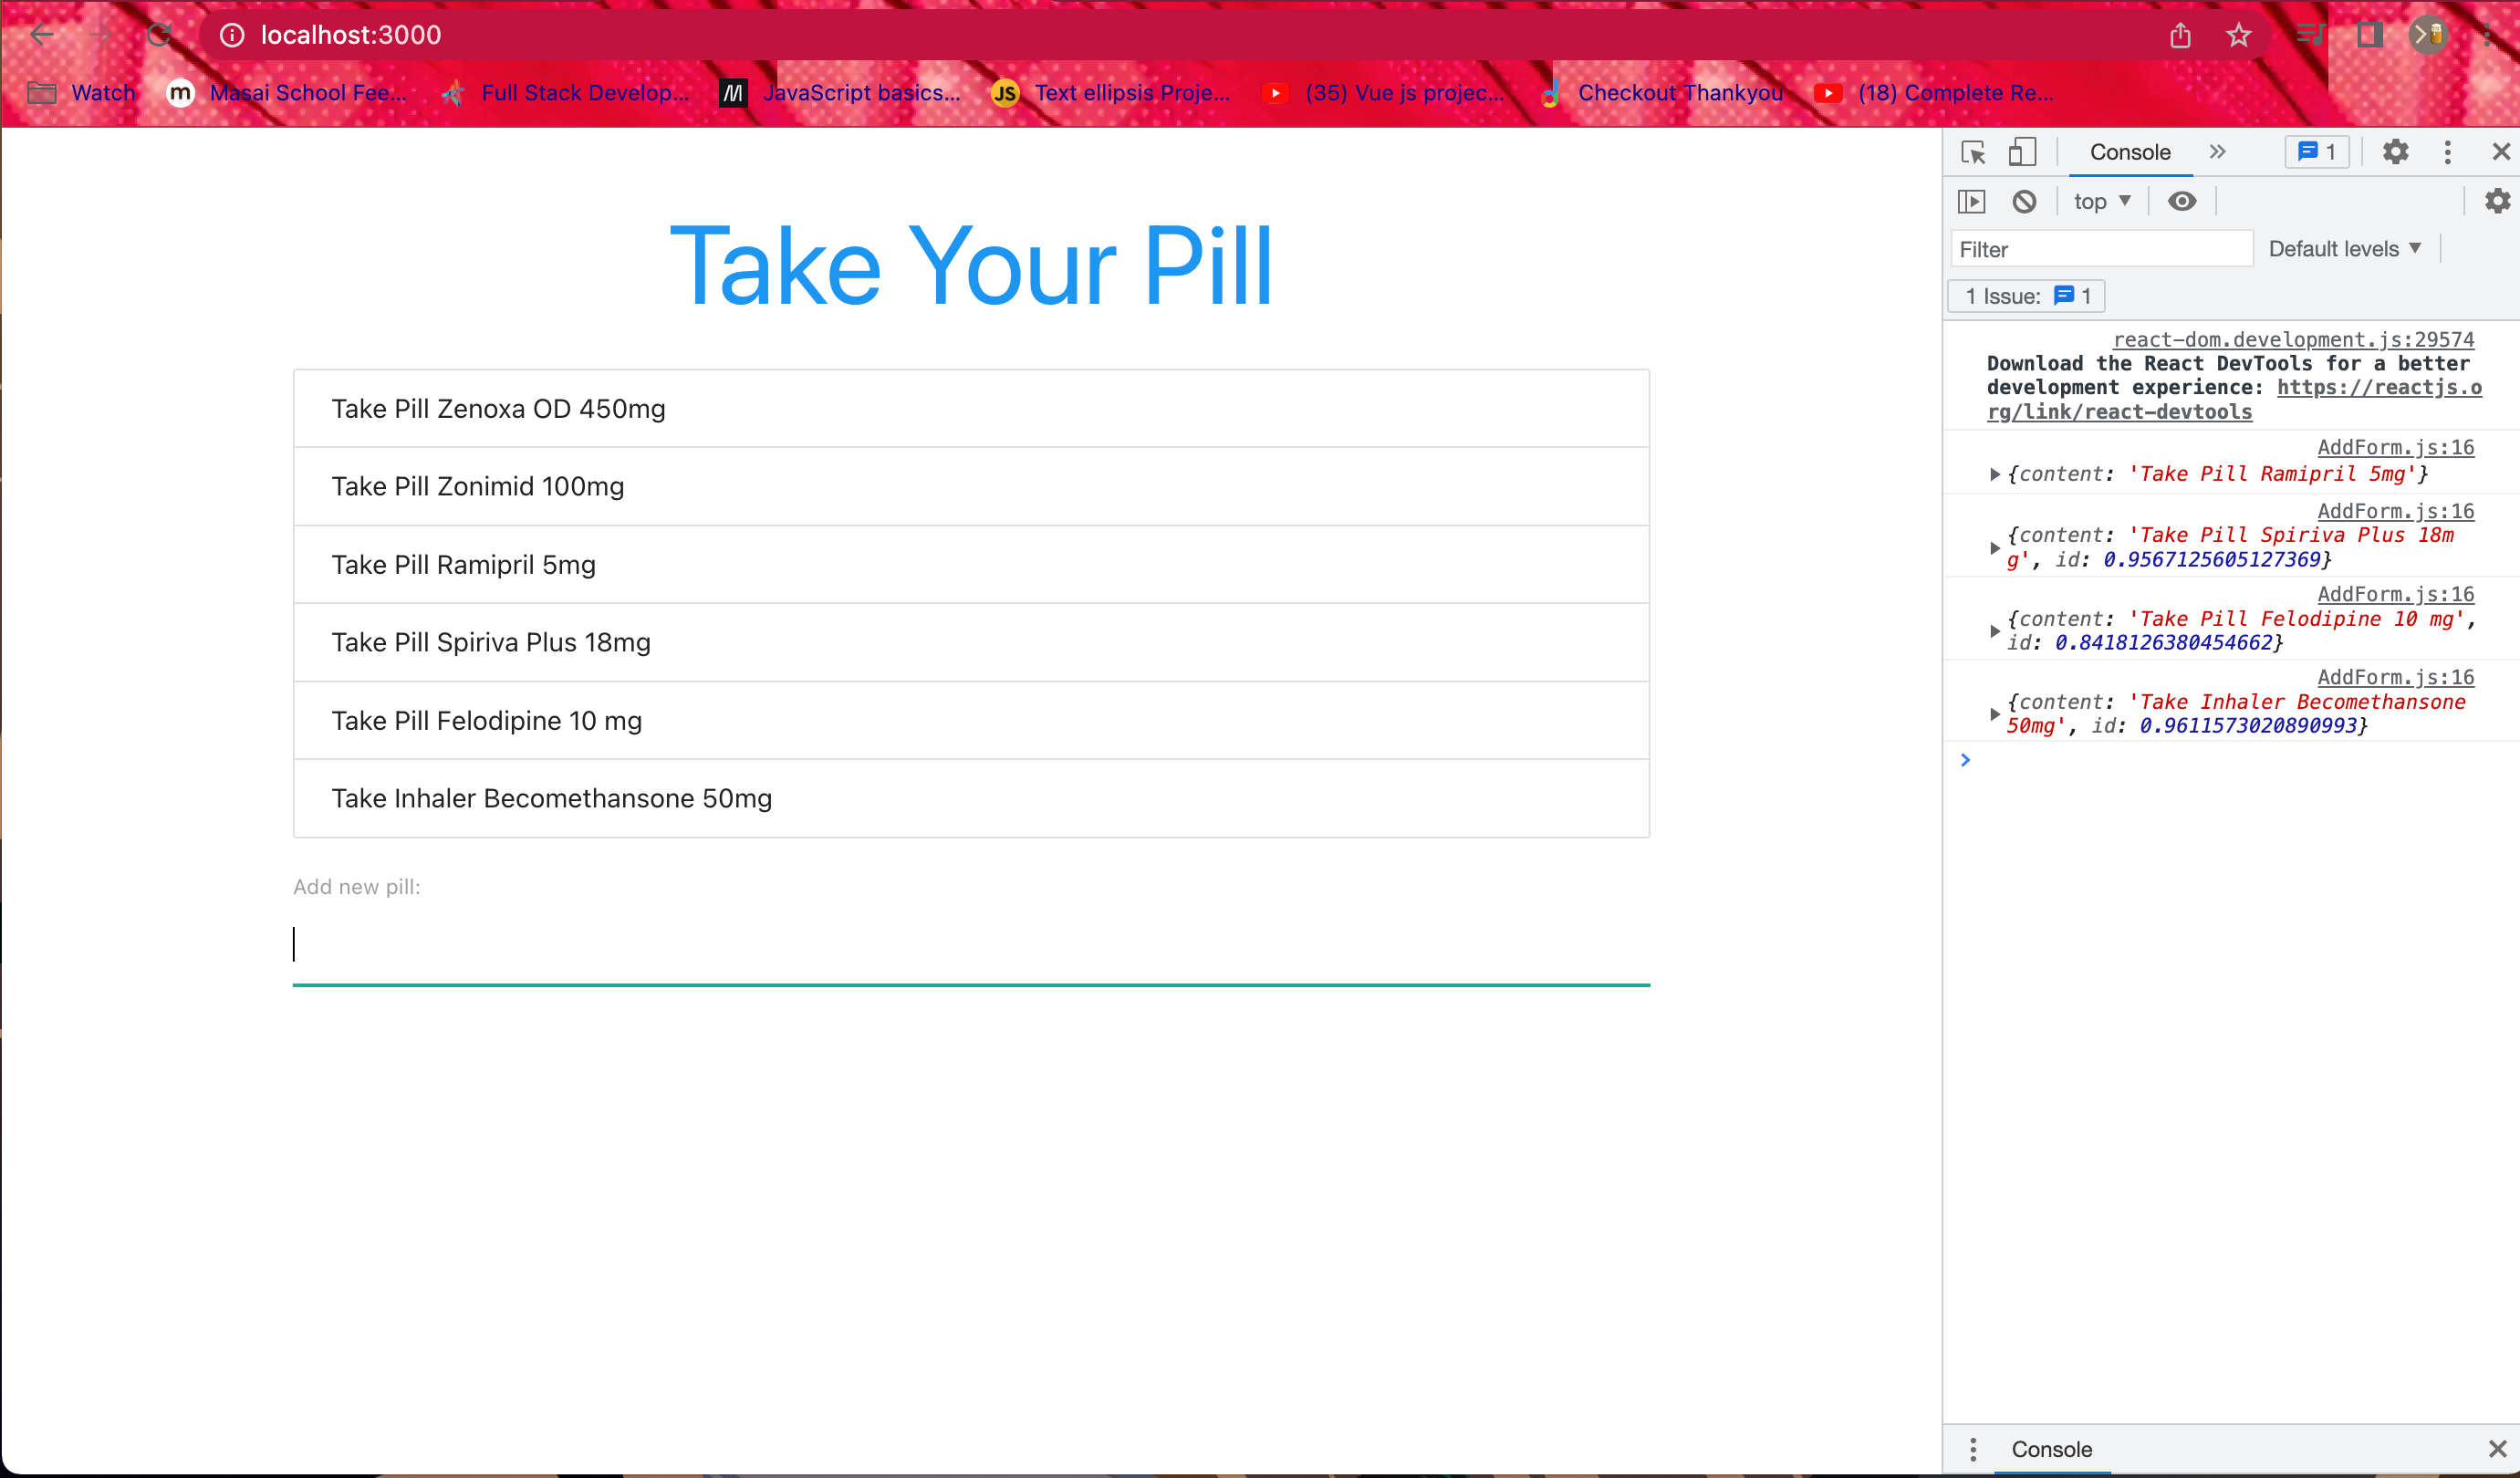 localhost:3000
Watch
m
Masai School Fee...
Full Stack Develop...
M
JavaScript basics...
JS
Text ellipsis Proje...
(35) Vue js projec...
Checkout Thankyou
(18) Complete Re...
Take Your Pill
Take Pill Zenoxa OD 450mg
Take Pill Zonimid 100mg
Take Pill Ramipril 5mg
Take Pill Spiriva Plus 18mg
Take Pill Felodipine 10 mg
Take Inhaler Becomethansone 50mg
Add new pill:
Console
1
top
Filter
Default levels
1 Issue: 1
react-dom.development.js:29574
Download the React DevTools for a better
development experience: https://reactjs.o
rg/link/react-devtools
AddForm.js:16
{content: 'Take Pill Ramipril 5mg'}
AddForm.js:16
{content: 'Take Pill Spiriva Plus 18m
g', id: 0.9567125605127369}
AddForm.js:16
{content: 'Take Pill Felodipine 10 mg',
id: 0.8418126380454662}
AddForm.js:16
{content: 'Take Inhaler Becomethansone
50mg', id: 0.9611573020890993}
Console